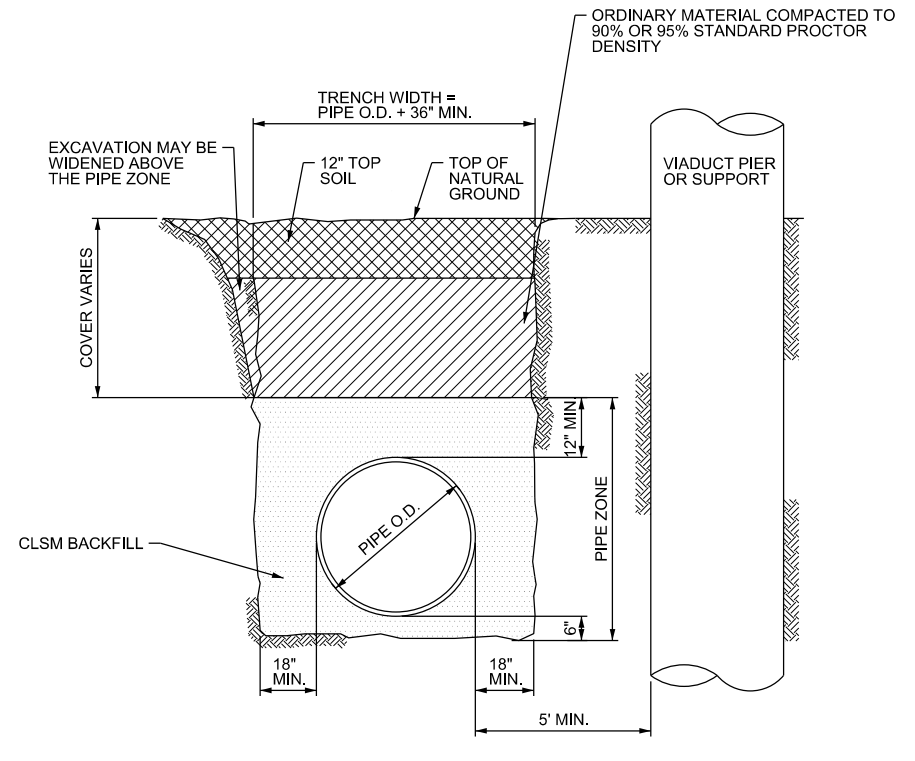 ORDINARY MATERIAL COMPACTED TO
90% OR 95% STANDARD PROCTOR
DENSITY
TRENCH WIDTH =
PIPE O.D. + 36" MIN.
EXCAVATION MAY BE
WIDENED ABOVE
THE PIPE ZONE
12" TOP
SOIL
TOP OF
NATURAL
GROUND
VIADUCT PIER
OR SUPPORT
COVER VARIES
12" MIN.
PIPE ZONE
PIPE O.D.
CLSM BACKFILL
6"
18"
MIN.
18"
MIN.
5' MIN.